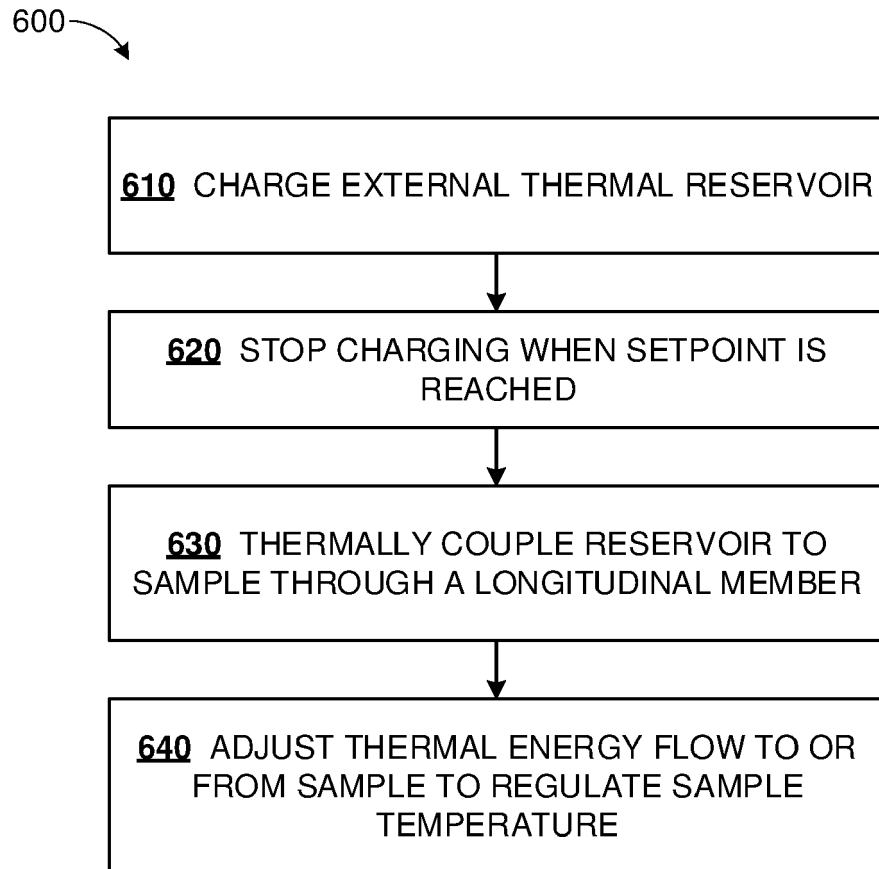 600
610 CHARGE EXTERNAL THERMAL RESERVOIR
620 STOP CHARGING WHEN SETPOINT IS
REACHED
630 THERMALLY COUPLE RESERVOIR TO
SAMPLE THROUGH A LONGITUDINAL MEMBER
640 ADJUST THERMAL ENERGY FLOW TO OR
FROM SAMPLE TO REGULATE SAMPLE
TEMPERATURE